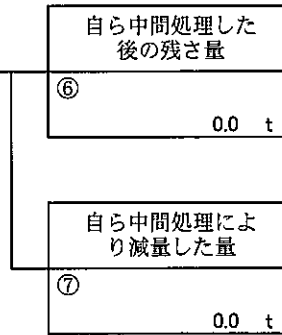 自ら中間処理した
後の残さ量
⑥
0.0 t
自ら中間処理によ
り減量した量
⑦
0.0 t